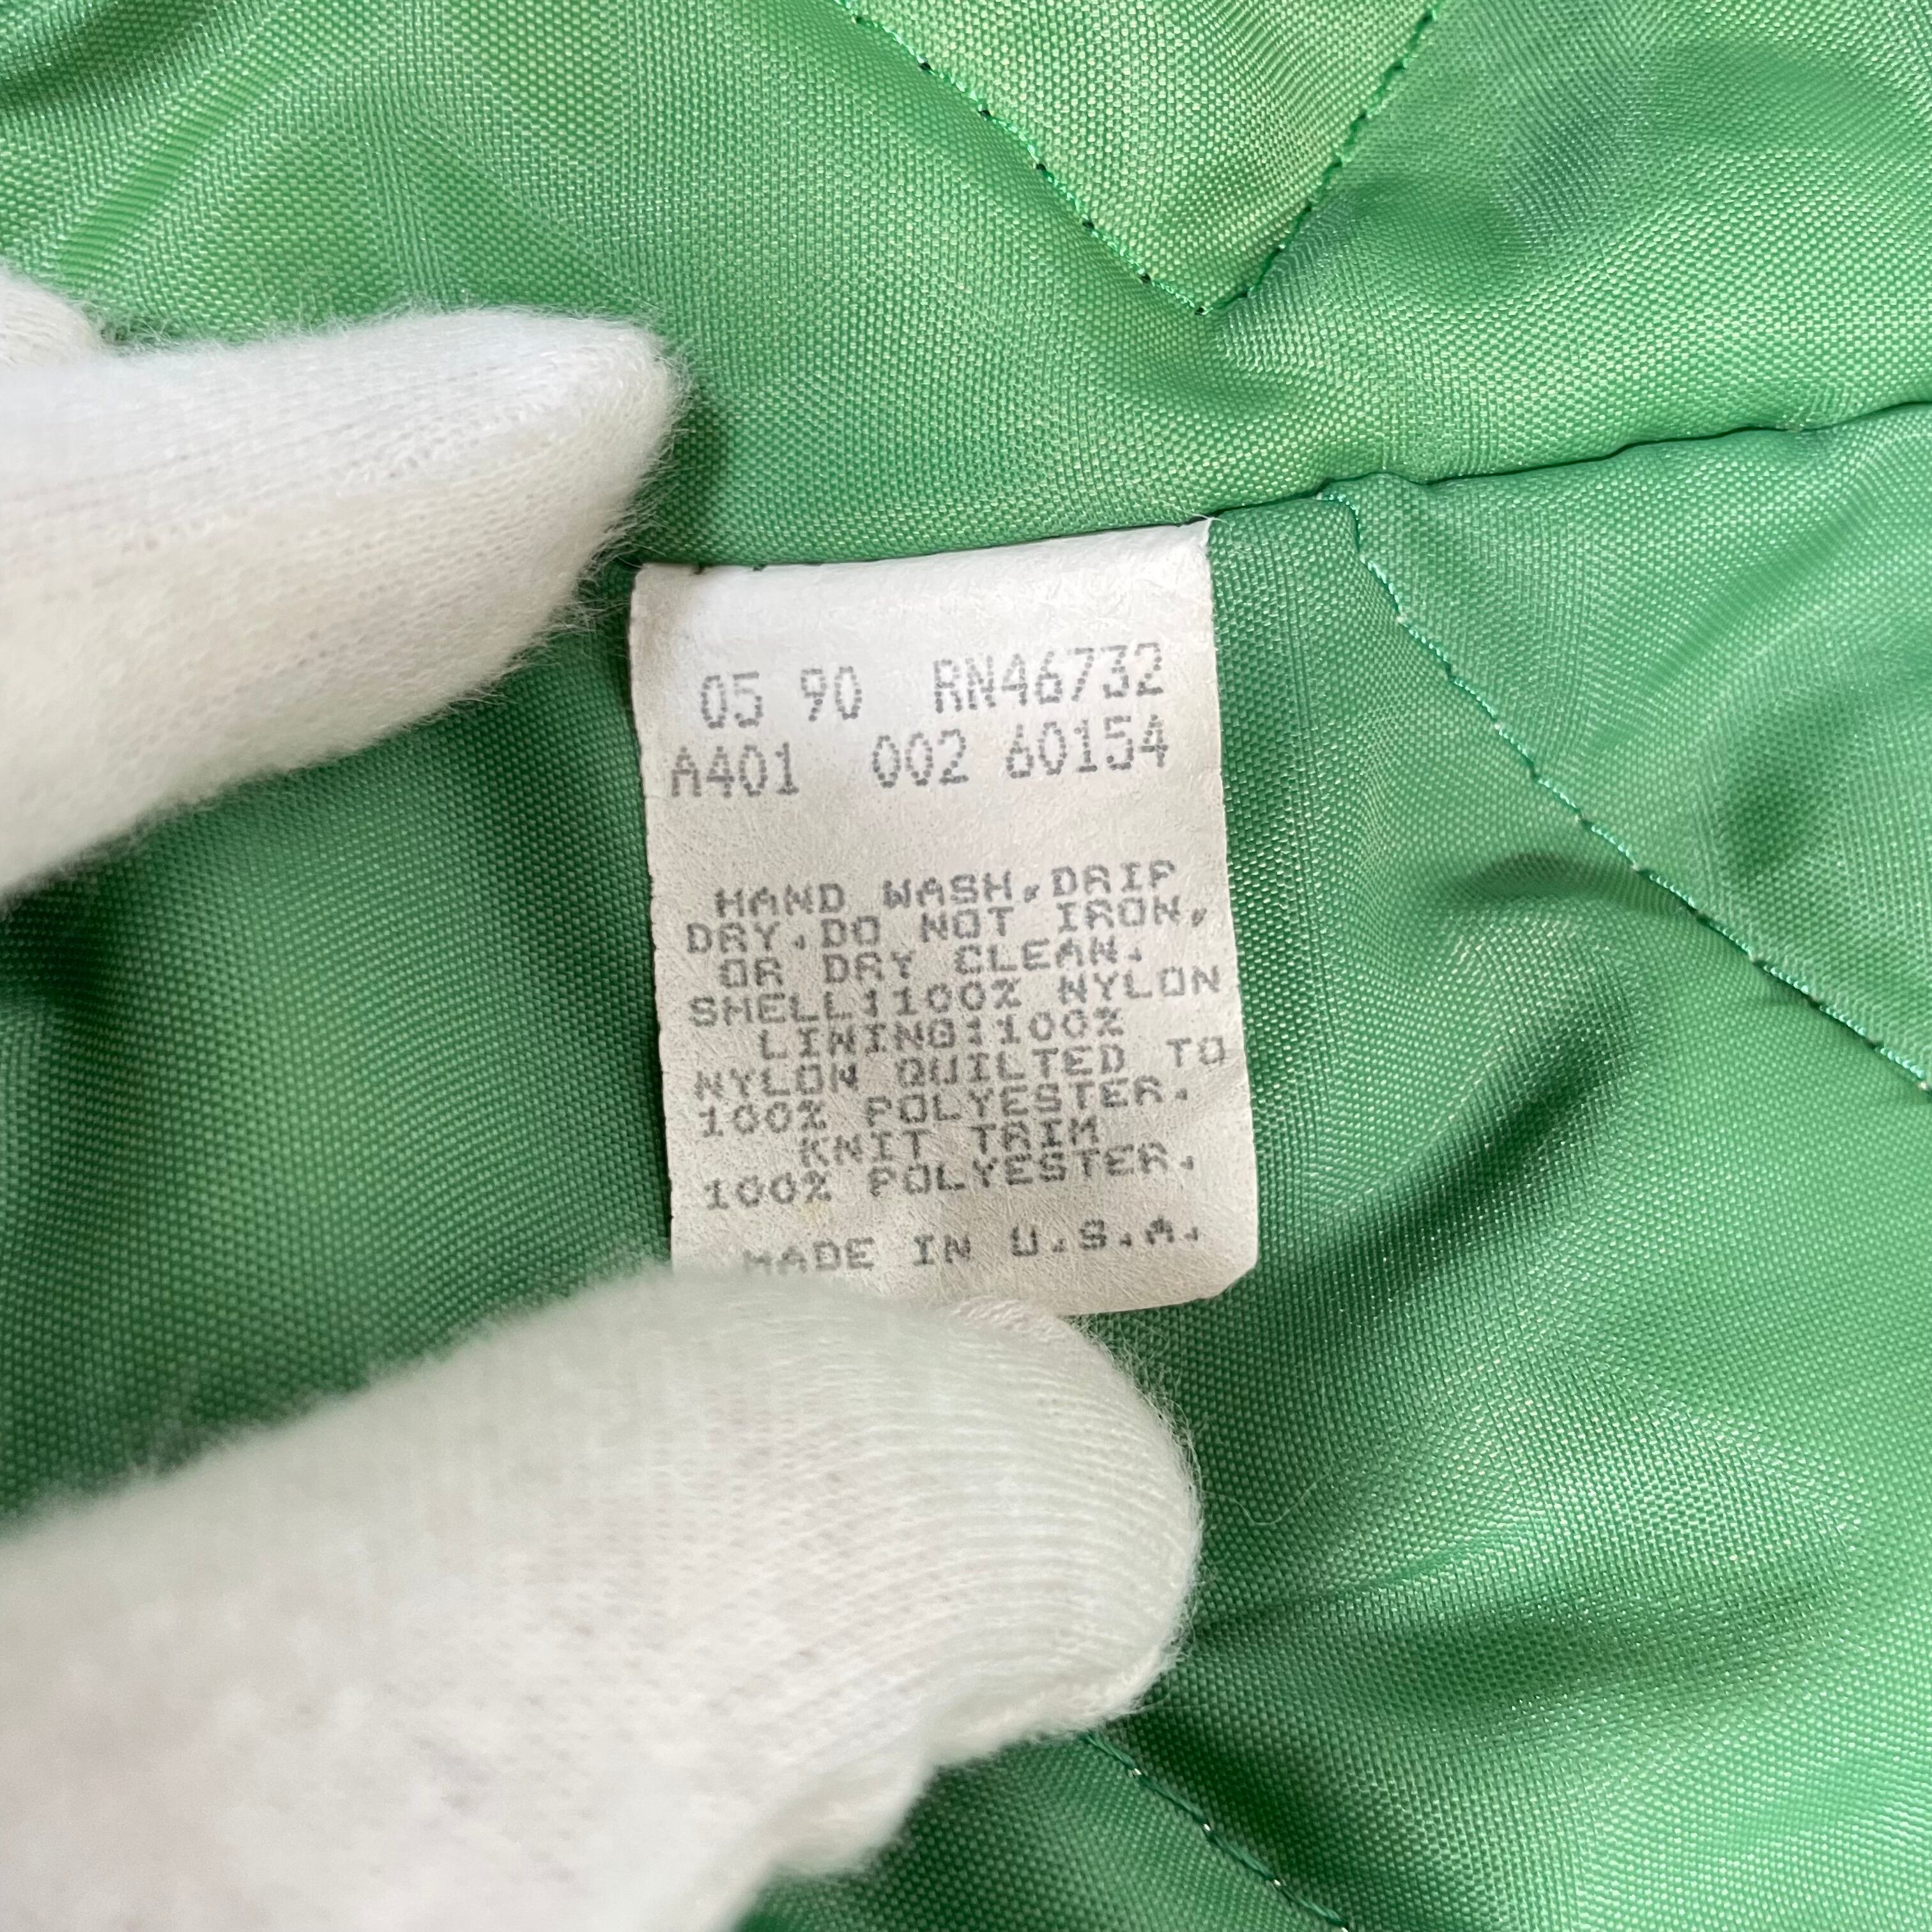 05 90 RN46732
A401 002 60154
HAND WASH,DRIP
DRY.DO NOT IRON,
OR DRY CLEAN.
SHELL:100% NYLON
LINING:100%
NYLON QUILTED TO
100% POLYESTER.
KNIT TRIM
100% POLYESTER.
MADE IN U.S.A.